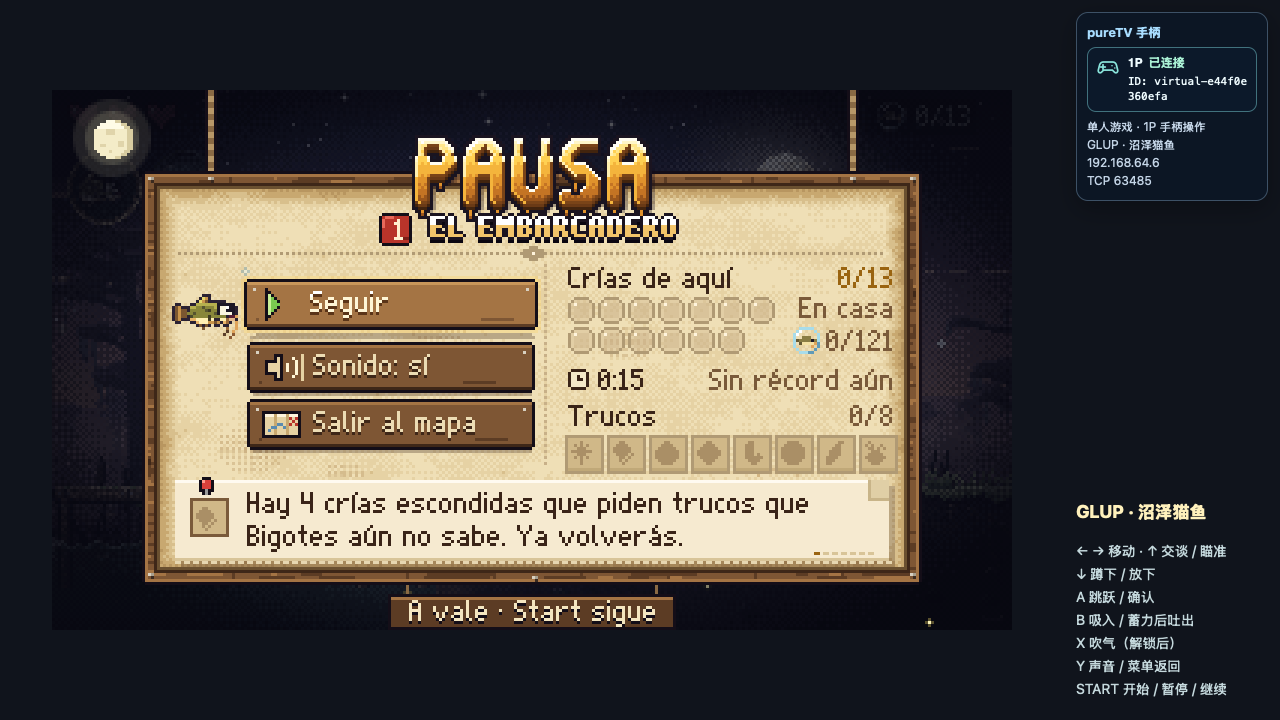 0/13
PAUSA
1 EL EMBARCADERO
Seguir
Sonido: sí
Salir al mapa
Crías de aquí 0/13
En casa
0/121
0:15 Sin récord aún
Trucos 0/8
Hay 4 crías escondidas que piden trucos que
Bigotes aún no sabe. Ya volverás.
A vale · Start sigue
pureTV 手柄
1P 已连接
ID: virtual-e44f0e
360efa
单人游戏 · 1P 手柄操作
GLUP · 沼泽猫鱼
192.168.64.6
TCP 63485
GLUP · 沼泽猫鱼
← → 移动 · ↑ 交谈 / 瞄准
↓ 蹲下 / 放下
A 跳跃 / 确认
B 吸入 / 蓄力后吐出
X 吹气（解锁后）
Y 声音 / 菜单返回
START 开始 / 暂停 / 继续